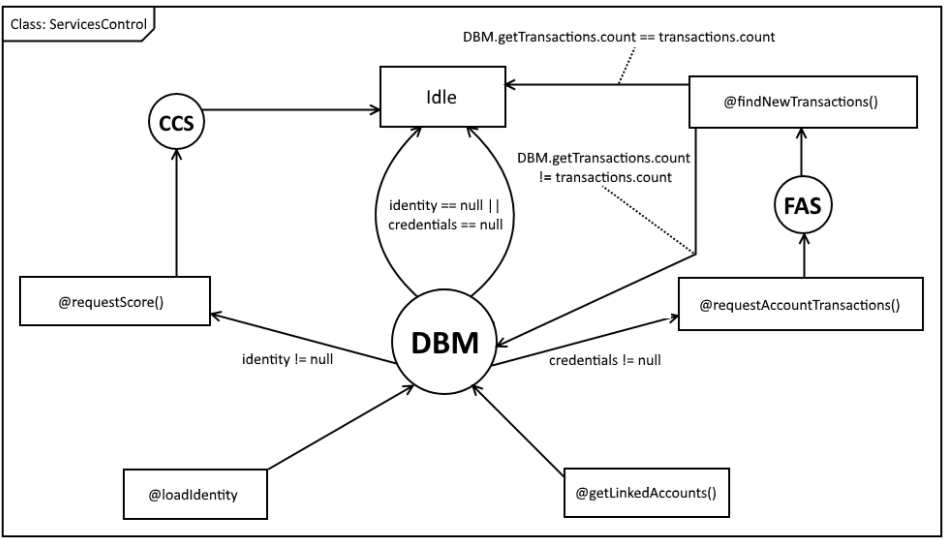 Class: ServicesControl
DBM.getTransactions.count == transactions.count
Idle
@findNewTransactions()
CCS
DBM.getTransactions.count
!= transactions.count
identity == null ||
credentials == null
FAS
@requestScore()
@requestAccountTransactions()
DBM
identity != null
credentials != null
@loadIdentity
@getLinkedAccounts()